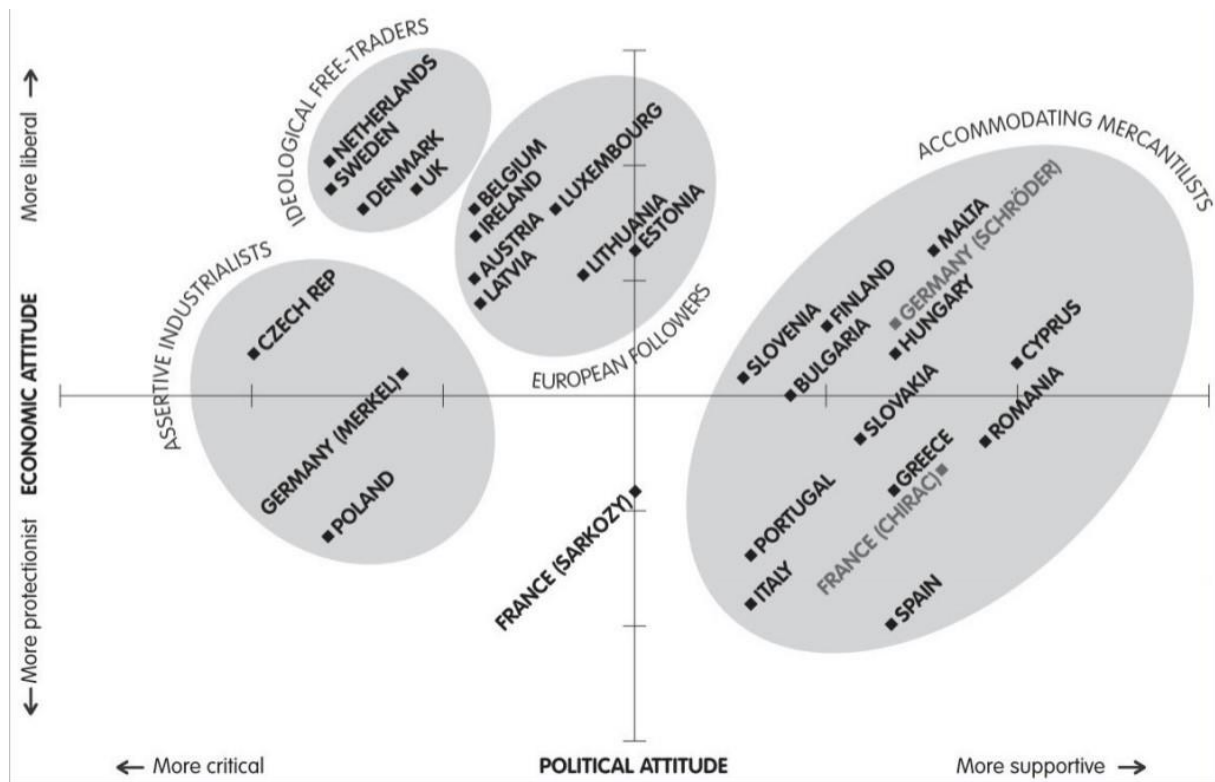 IDEOLOGICAL FREE-TRADERS
NETHERLANDS
SWEDEN
DENMARK
UK
BELGIUM
IRELAND
AUSTRIA
LATVIA
LUXEMBOURG
LITHUANIA
ESTONIA
EUROPEAN FOLLOWERS
ACCOMMODATING MERCANTILISTS
MALTA
GERMANY (SCHRÖDER)
FINLAND
HUNGARY
SLOVENIA
BULGARIA
CYPRUS
SLOVAKIA
ROMANIA
GREECE
FRANCE (CHIRAC)
PORTUGAL
ITALY
SPAIN
ASSERTIVE INDUSTRIALISTS
CZECH REP
GERMANY (MERKEL)
POLAND
FRANCE (SARKOZY)
More liberal →
ECONOMIC ATTITUDE
← More protectionist
← More critical
POLITICAL ATTITUDE
More supportive →